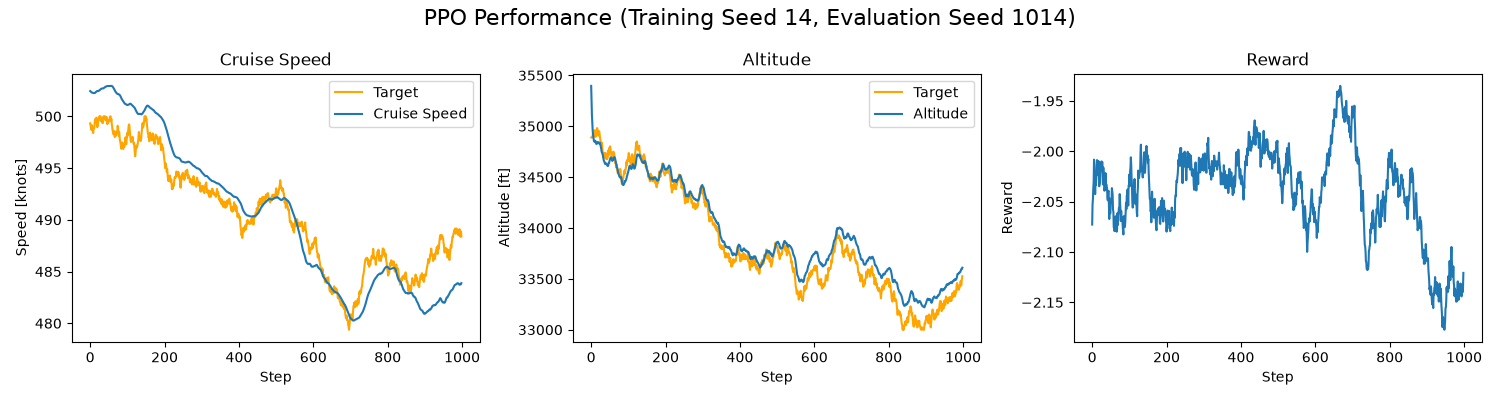 PPO Performance (Training Seed 14, Evaluation Seed 1014)
Cruise Speed
Speed [knots]
500
495
490
485
480
Target
Cruise Speed
0 200 400 600 800 1000
Step
Altitude
Altitude [ft]
35500
35000
34500
34000
33500
33000
Target
Altitude
0 200 400 600 800 1000
Step
Reward
Reward
−1.95
−2.00
−2.05
−2.10
−2.15
0 200 400 600 800 1000
Step